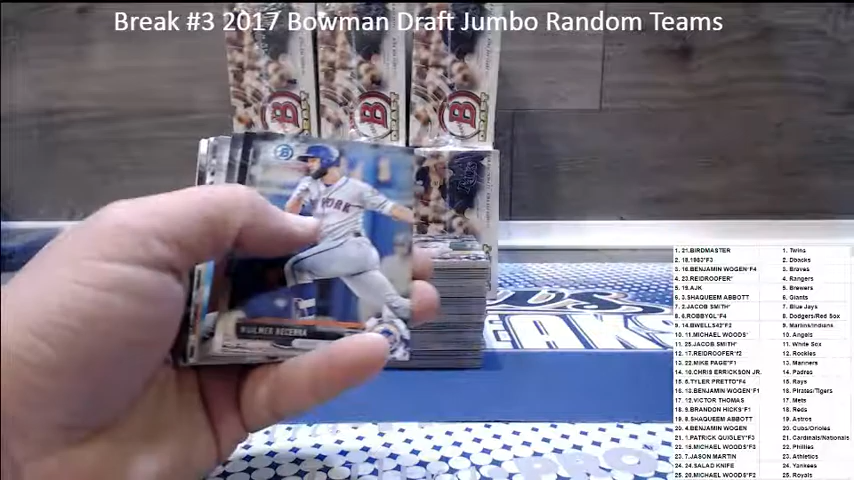 Break #3 2017 Bowman Draft Jumbo Random Teams
YORK
BREAKS
1. 21.BIRDMASTER 1. Twins
2. 18.1983*F3 2. Dbacks
3. 16.BENJAMIN WOGEN*F4 3. Braves
4. 23.REIDROOFER* 4. Rangers
5. 19.AJK 5. Brewers
6. 3.SHAQUEEM ABBOTT 6. Giants
7. 2.JACOB SMITH* 7. Blue Jays
8. 6.ROBBYOL*F4 8. Dodgers/Red Sox
9. 14.BWELLS42*F2 9. Marlins/Indians
10. 11.MICHAEL WOODS* 10. Angels
11. 25.JACOB SMITH* 11. White Sox
12. 17.REIDROOFER*f2 12. Rockies
13. 22.MIKE PAGE*F1 13. Mariners
14. 10.CHRIS ERRICKSON JR. 14. Padres
15. 5.TYLER PRETTO*F4 15. Rays
16. 13.BENJAMIN WOGEN*F1 16. Pirates/Tigers
17. 12.VICTOR THOMAS 17. Mets
18. 9.BRANDON HICKS*F1 18. Reds
19. 8.SHAQUEEM ABBOTT 19. Astros
20. 4.BENJAMIN WOGEN 20. Cubs/Orioles
21. 1.PATRICK QUIGLEY*F3 21. Cardinals/Nationals
22. 15.MICHAEL WOODS*F2 22. Phillies
23. 7.JASON MARTIN 23. Athletics
24. 24.SALAD KNIFE 24. Yankees
25. 20.MICHAEL WOODS*F2 25. Royals